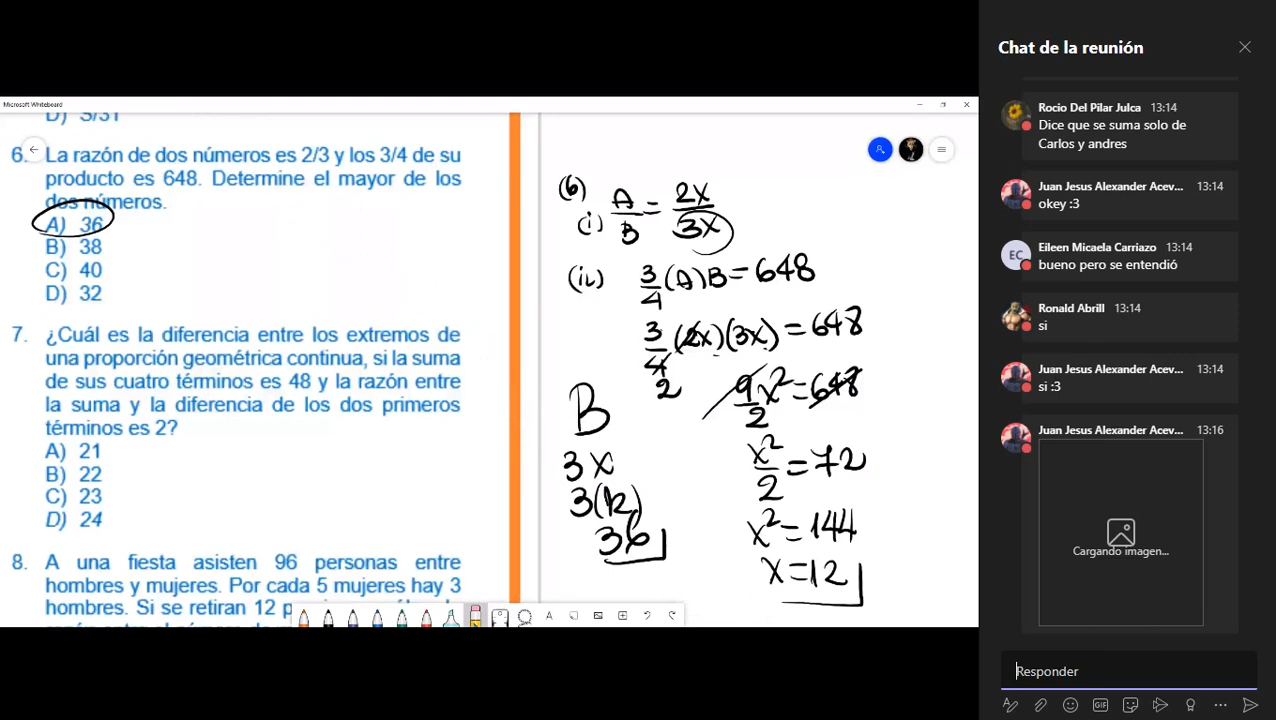 Microsoft Whiteboard
D) S/31
6. La razón de dos números es 2/3 y los 3/4 de su
producto es 648. Determine el mayor de los
dos números.
A) 36
B) 38
C) 40
D) 32
7. ¿Cuál es la diferencia entre los extremos de
una proporción geométrica continua, si la suma
de sus cuatro términos es 48 y la razón entre
la suma y la diferencia de los dos primeros
términos es 2?
A) 21
B) 22
C) 23
D) 24
8. A una fiesta asisten 96 personas entre
hombres y mujeres. Por cada 5 mujeres hay 3
hombres. Si se retiran 12
(6)
(i) A/B = 2x/3x
(ii) 3/4 (A)B = 648
3/4 (2x)(3x) = 648
2
9/2 x² = 648
x²/2 = 72
x² = 144
x = 12
B
3x
3(12)
36
Chat de la reunión
Rocio Del Pilar Julca 13:14
Dice que se suma solo de
Carlos y andres
Juan Jesus Alexander Acev... 13:14
okey :3
EC
Eileen Micaela Carriazo 13:14
bueno pero se entendió
Ronald Abrill 13:14
si
Juan Jesus Alexander Acev... 13:14
si :3
Juan Jesus Alexander Acev... 13:16
Cargando imagen...
Responder
GIF